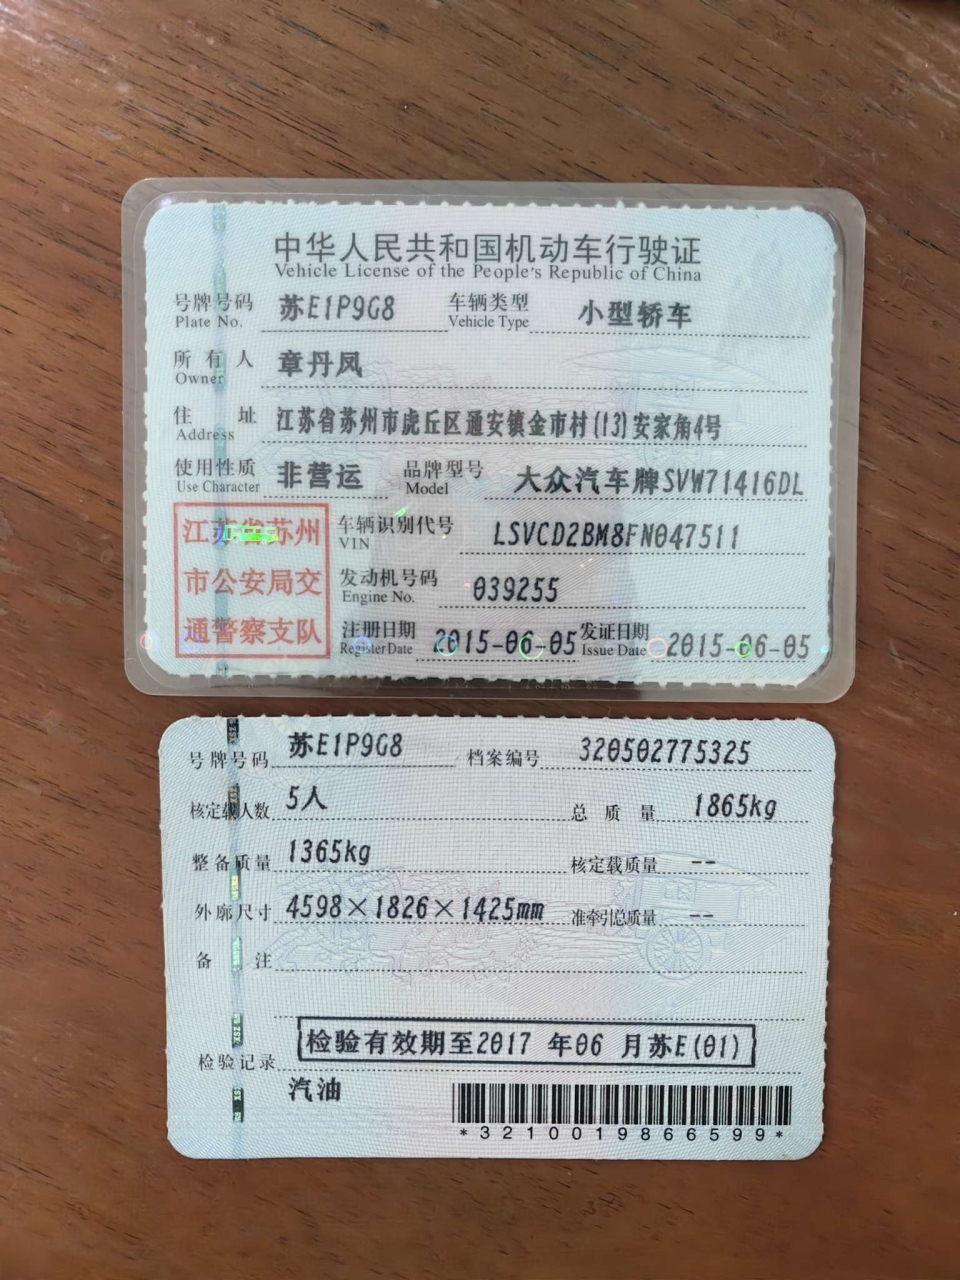 中华人民共和国机动车行驶证
Vehicle License of the People's Republic of China
号牌号码 Plate No. 苏E1P9G8 车辆类型 Vehicle Type 小型轿车
所有人 Owner 章丹凤
住址 Address 江苏省苏州市虎丘区通安镇金市村(13)安家角4号
使用性质 Use Character 非营运 品牌型号 Model 大众汽车牌SVW71416DL
江苏省苏州
市公安局交
通警察支队
车辆识别代号 VIN LSVCD2BM8FN047511
发动机号码 Engine No. 039255
注册日期 Register Date 2015-06-05 发证日期 Issue Date 2015-06-05
号牌号码 苏E1P9G8 档案编号 320502775325
核定载人数 5人 总质量 1865kg
整备质量 1365kg 核定载质量 --
外廓尺寸 4598×1826×1425mm 准牵引总质量 --
备注
检验记录 检验有效期至2017 年06 月苏E(01)
汽油
*3210019866599*